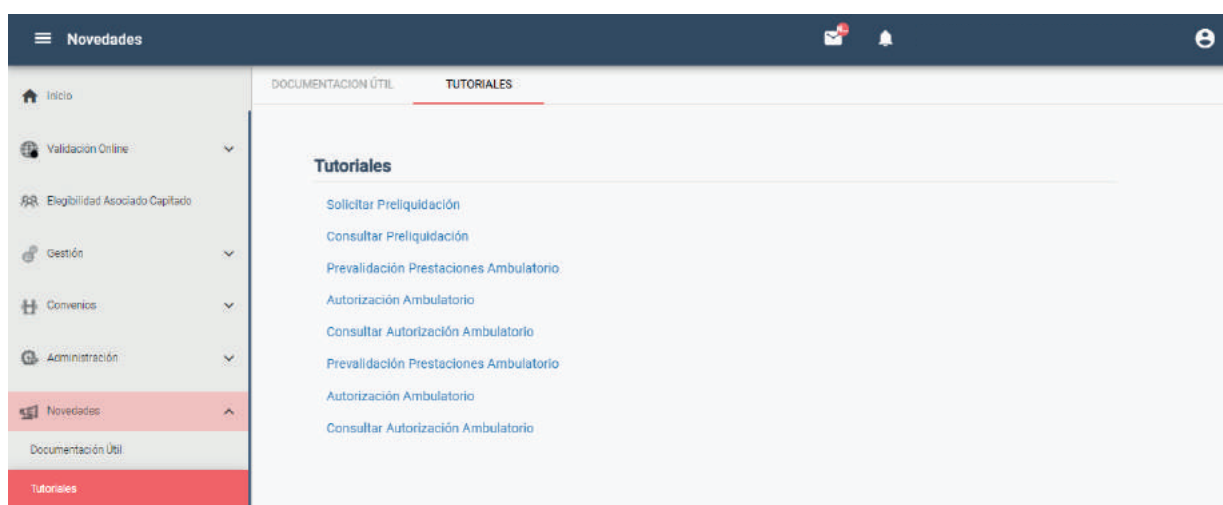 Novedades
Inicio
Validación Online
Elegibilidad Asociado Capitado
Gestión
Convenios
Administración
Novedades
Documentación Útil
Tutoriales
DOCUMENTACION ÚTIL TUTORIALES
Tutoriales
Solicitar Preliquidación
Consultar Preliquidación
Prevalidación Prestaciones Ambulatorio
Autorización Ambulatorio
Consultar Autorización Ambulatorio
Prevalidación Prestaciones Ambulatorio
Autorización Ambulatorio
Consultar Autorización Ambulatorio